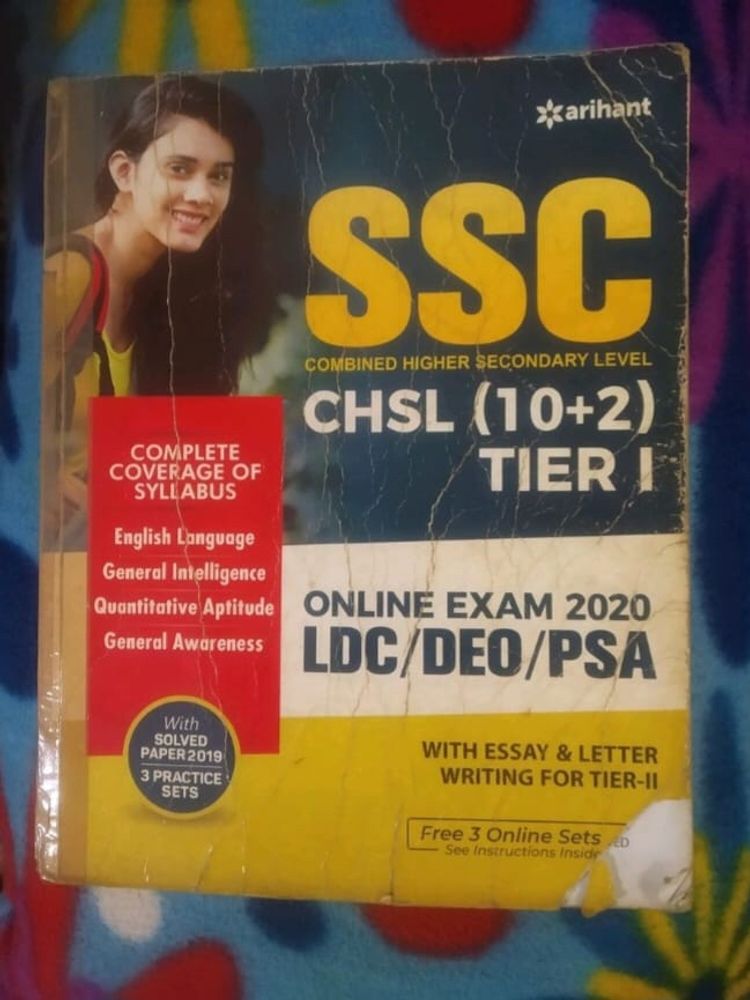 arihant
SSC
COMBINED HIGHER SECONDARY LEVEL
CHSL (10+2)
TIER I
COMPLETE
COVERAGE OF
SYLLABUS
English Language
General Intelligence
Quantitative Aptitude
General Awareness
ONLINE EXAM 2020
LDC/DEO/PSA
With
SOLVED
PAPER 2019
3 PRACTICE
SETS
WITH ESSAY & LETTER
WRITING FOR TIER-II
Free 3 Online Sets
See Instructions Inside